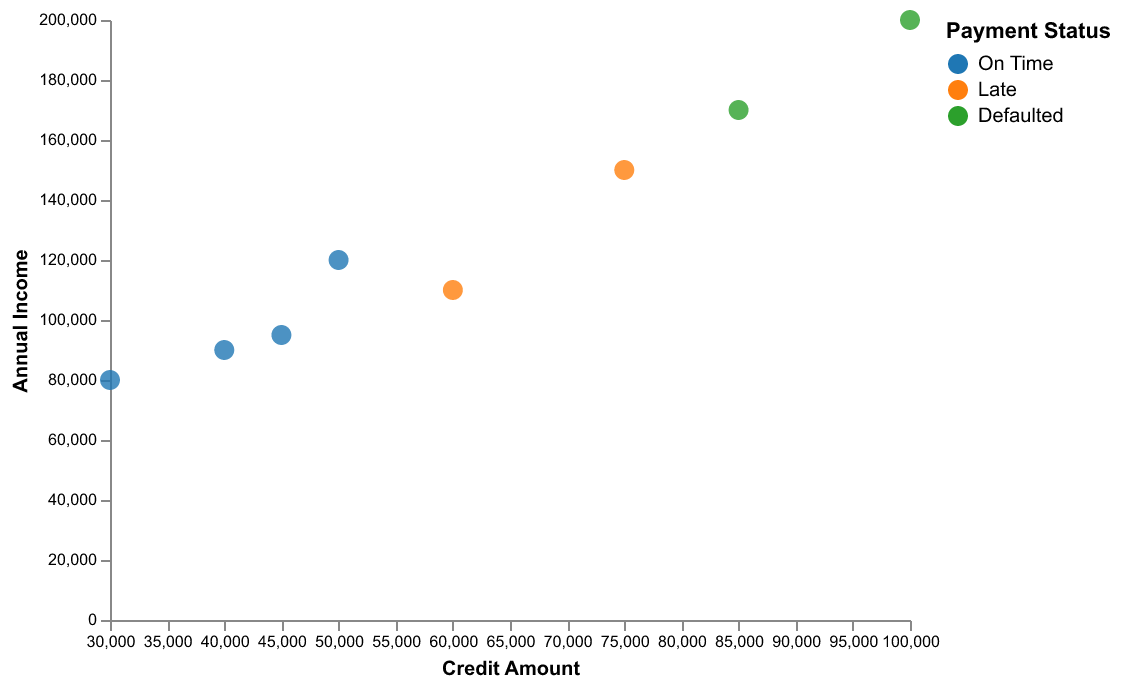 200,000
180,000
160,000
140,000
120,000
100,000
80,000
60,000
40,000
20,000
0
Annual Income
30,000 35,000 40,000 45,000 50,000 55,000 60,000 65,000 70,000 75,000 80,000 85,000 90,000 95,000 100,000
Credit Amount
Payment Status
On Time
Late
Defaulted